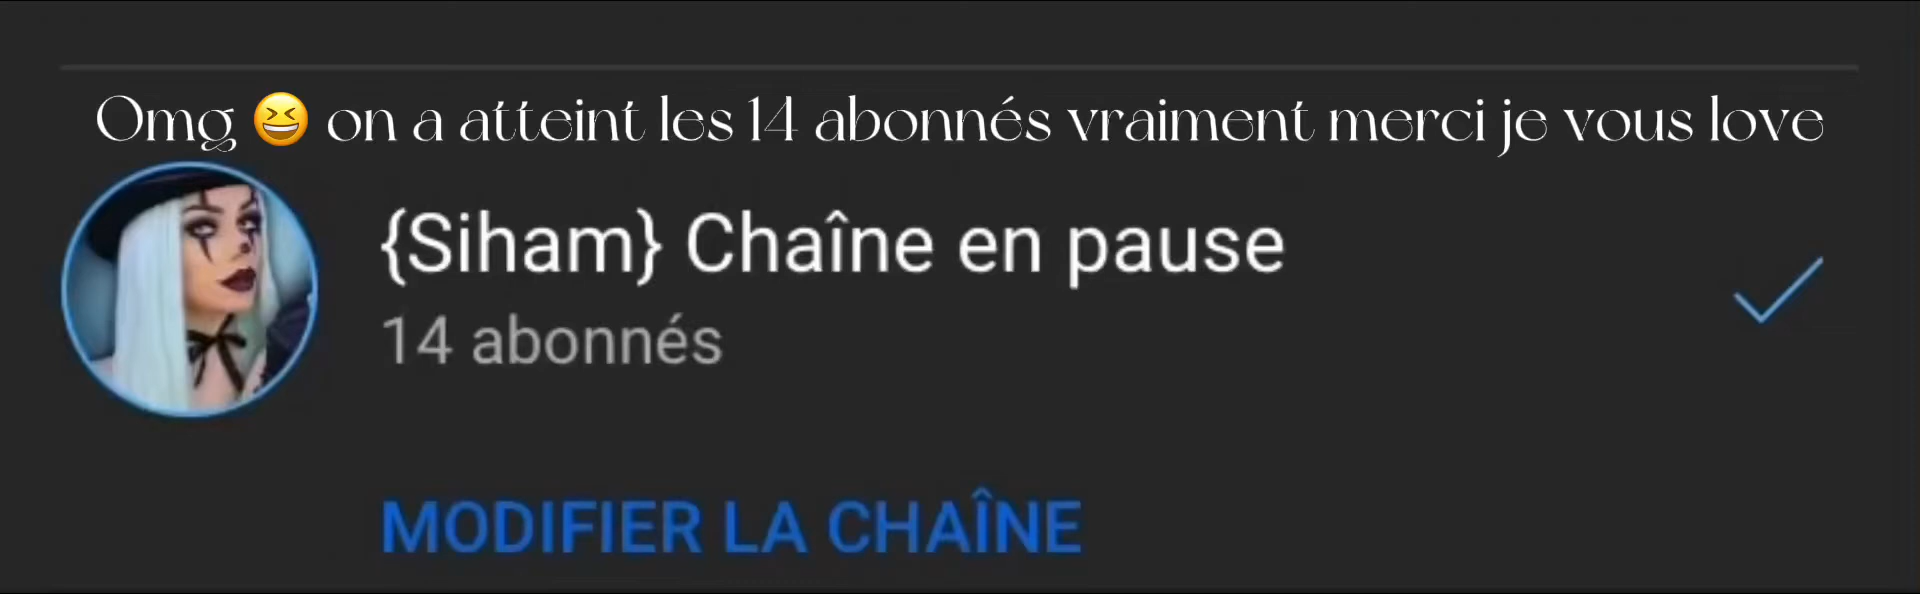 Omg 😆 on a atteint les 14 abonnés vraiment merci je vous love
{Siham} Chaîne en pause
14 abonnés
MODIFIER LA CHAÎNE